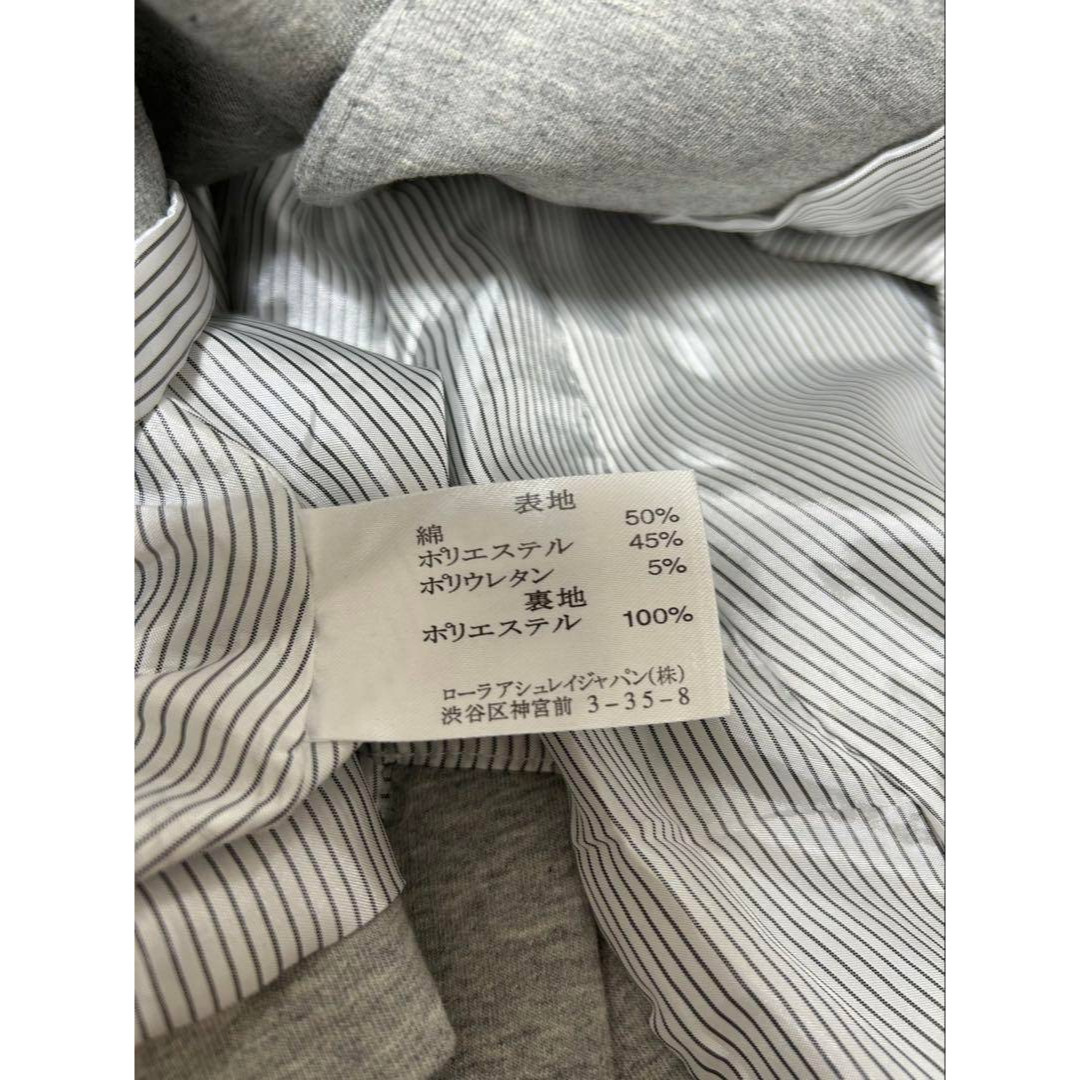 表地
綿 50%
ポリエステル 45%
ポリウレタン 5%
裏地
ポリエステル 100%
ローラアシュレイジャパン(株)
渋谷区神宮前 3-35-8